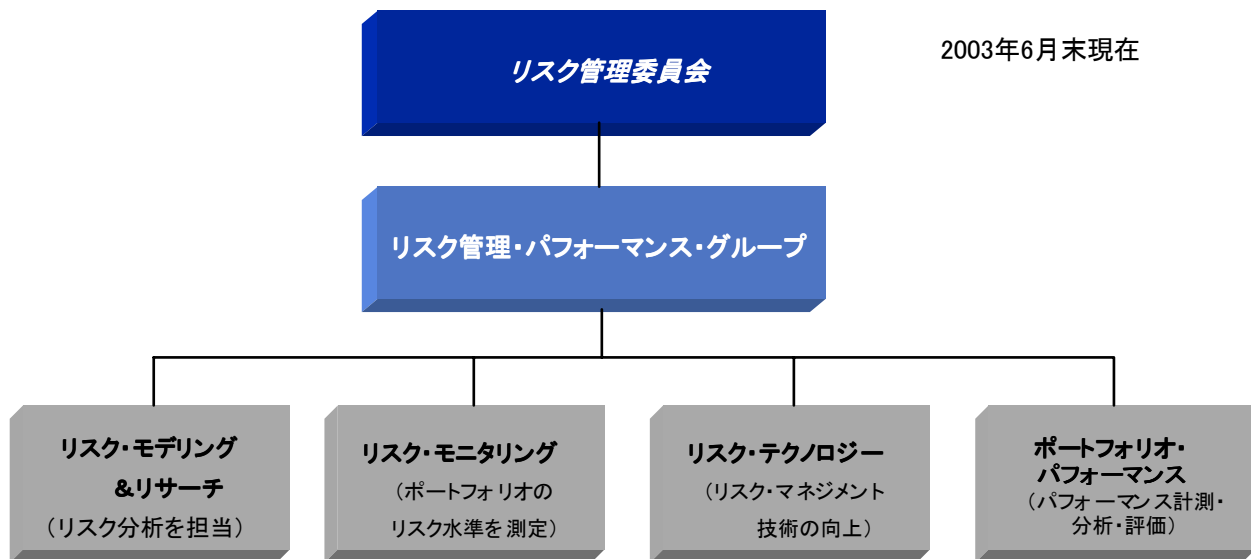 リスク管理委員会
2003年6月末現在
リスク管理・パフォーマンス・グループ
リスク・モデリング
&リサーチ
(リスク分析を担当)
リスク・モニタリング
(ポートフォリオの
リスク水準を測定)
リスク・テクノロジー
(リスク・マネジメント
技術の向上)
ポートフォリオ・
パフォーマンス
(パフォーマンス計測・
分析・評価)